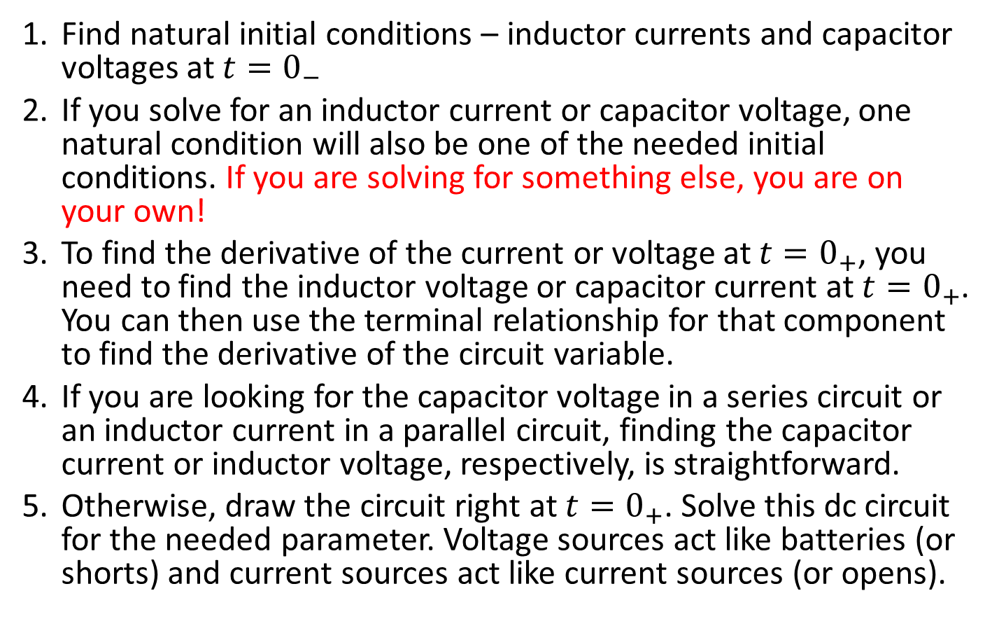 1. Find natural initial conditions – inductor currents and capacitor
voltages at t = 0₋
2. If you solve for an inductor current or capacitor voltage, one
natural condition will also be one of the needed initial
conditions. If you are solving for something else, you are on
your own!
3. To find the derivative of the current or voltage at t = 0₊, you
need to find the inductor voltage or capacitor current at t = 0₊.
You can then use the terminal relationship for that component
to find the derivative of the circuit variable.
4. If you are looking for the capacitor voltage in a series circuit or
an inductor current in a parallel circuit, finding the capacitor
current or inductor voltage, respectively, is straightforward.
5. Otherwise, draw the circuit right at t = 0₊. Solve this dc circuit
for the needed parameter. Voltage sources act like batteries (or
shorts) and current sources act like current sources (or opens).